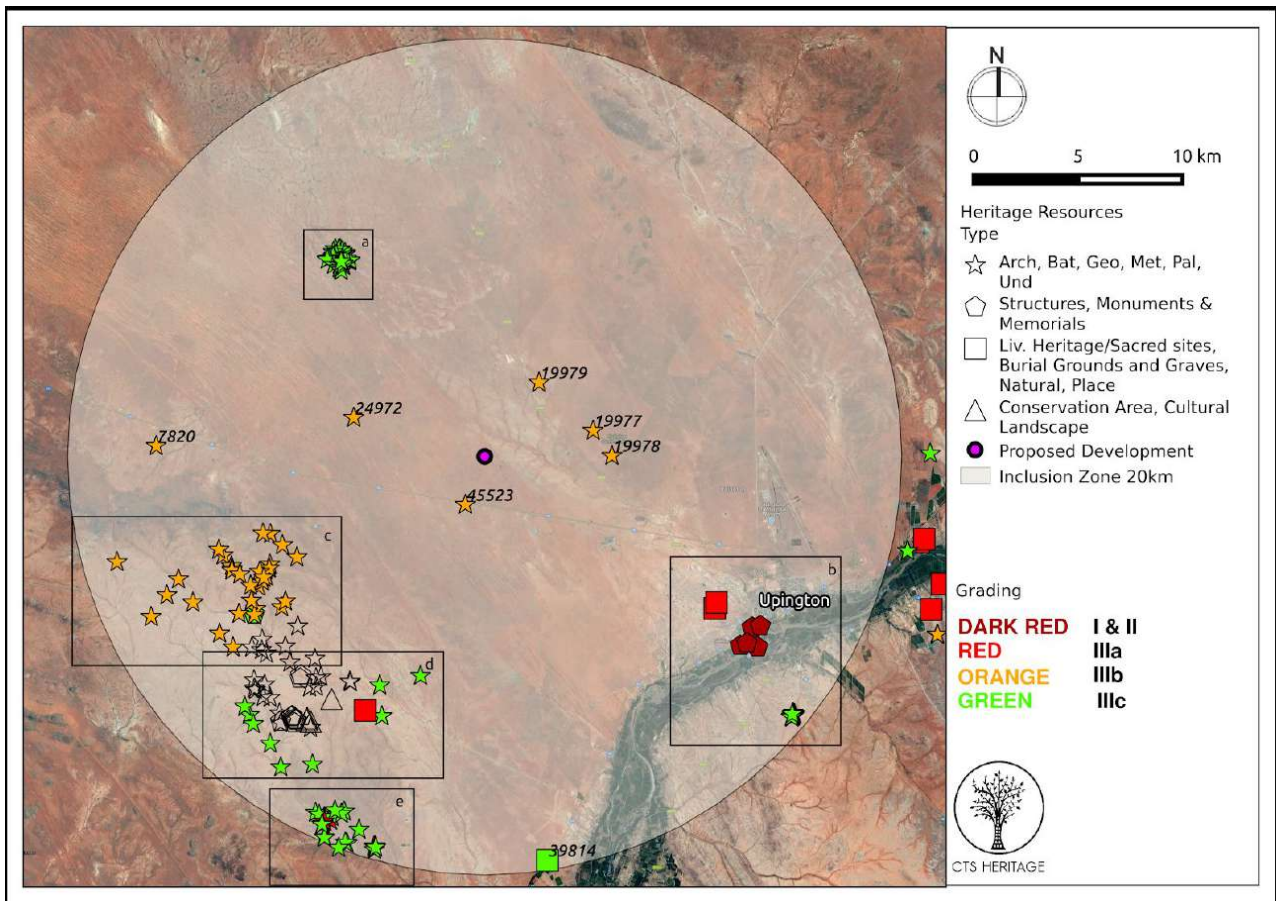 a
19979
24972
19977
7820
19978
45523
c
b
Upington
d
e
39814
N
0 5 10 km
Heritage Resources
Type
Arch, Bat, Geo, Met, Pal,
Und
Structures, Monuments &
Memorials
Liv. Heritage/Sacred sites,
Burial Grounds and Graves,
Natural, Place
Conservation Area, Cultural
Landscape
Proposed Development
Inclusion Zone 20km
Grading
DARK RED I & II
RED IIIa
ORANGE IIIb
GREEN IIIc
CTS HERITAGE